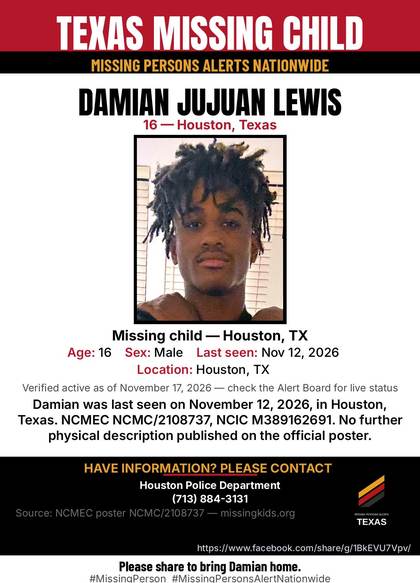 TEXAS MISSING CHILD
MISSING PERSONS ALERTS NATIONWIDE
DAMIAN JUJUAN LEWIS
16 — Houston, Texas
Missing child — Houston, TX
Age: 16 Sex: Male Last seen: Nov 12, 2026
Location: Houston, TX
Verified active as of November 17, 2026 — check the Alert Board for live status
Damian was last seen on November 12, 2026, in Houston,
Texas. NCMEC NCMC/2108737, NCIC M389162691. No further
physical description published on the official poster.
HAVE INFORMATION? PLEASE CONTACT
Houston Police Department
(713) 884-3131
Source: NCMEC poster NCMC/2108737 — missingkids.org
TEXAS
https://www.facebook.com/share/g/1BkEVU7Vpv/
Please share to bring Damian home.
#MissingPerson #MissingPersonsAlertNationwide